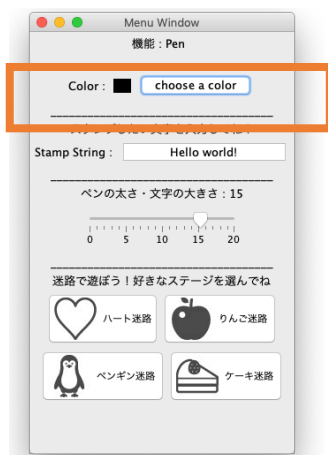 Menu Window
機能 : Pen
Color : choose a color
Stamp String : Hello world!
ペンの太さ・文字の大きさ : 15
0 5 10 15 20
迷路で遊ぼう！好きなステージを選んでね
ハート迷路 りんご迷路
ペンギン迷路 ケーキ迷路